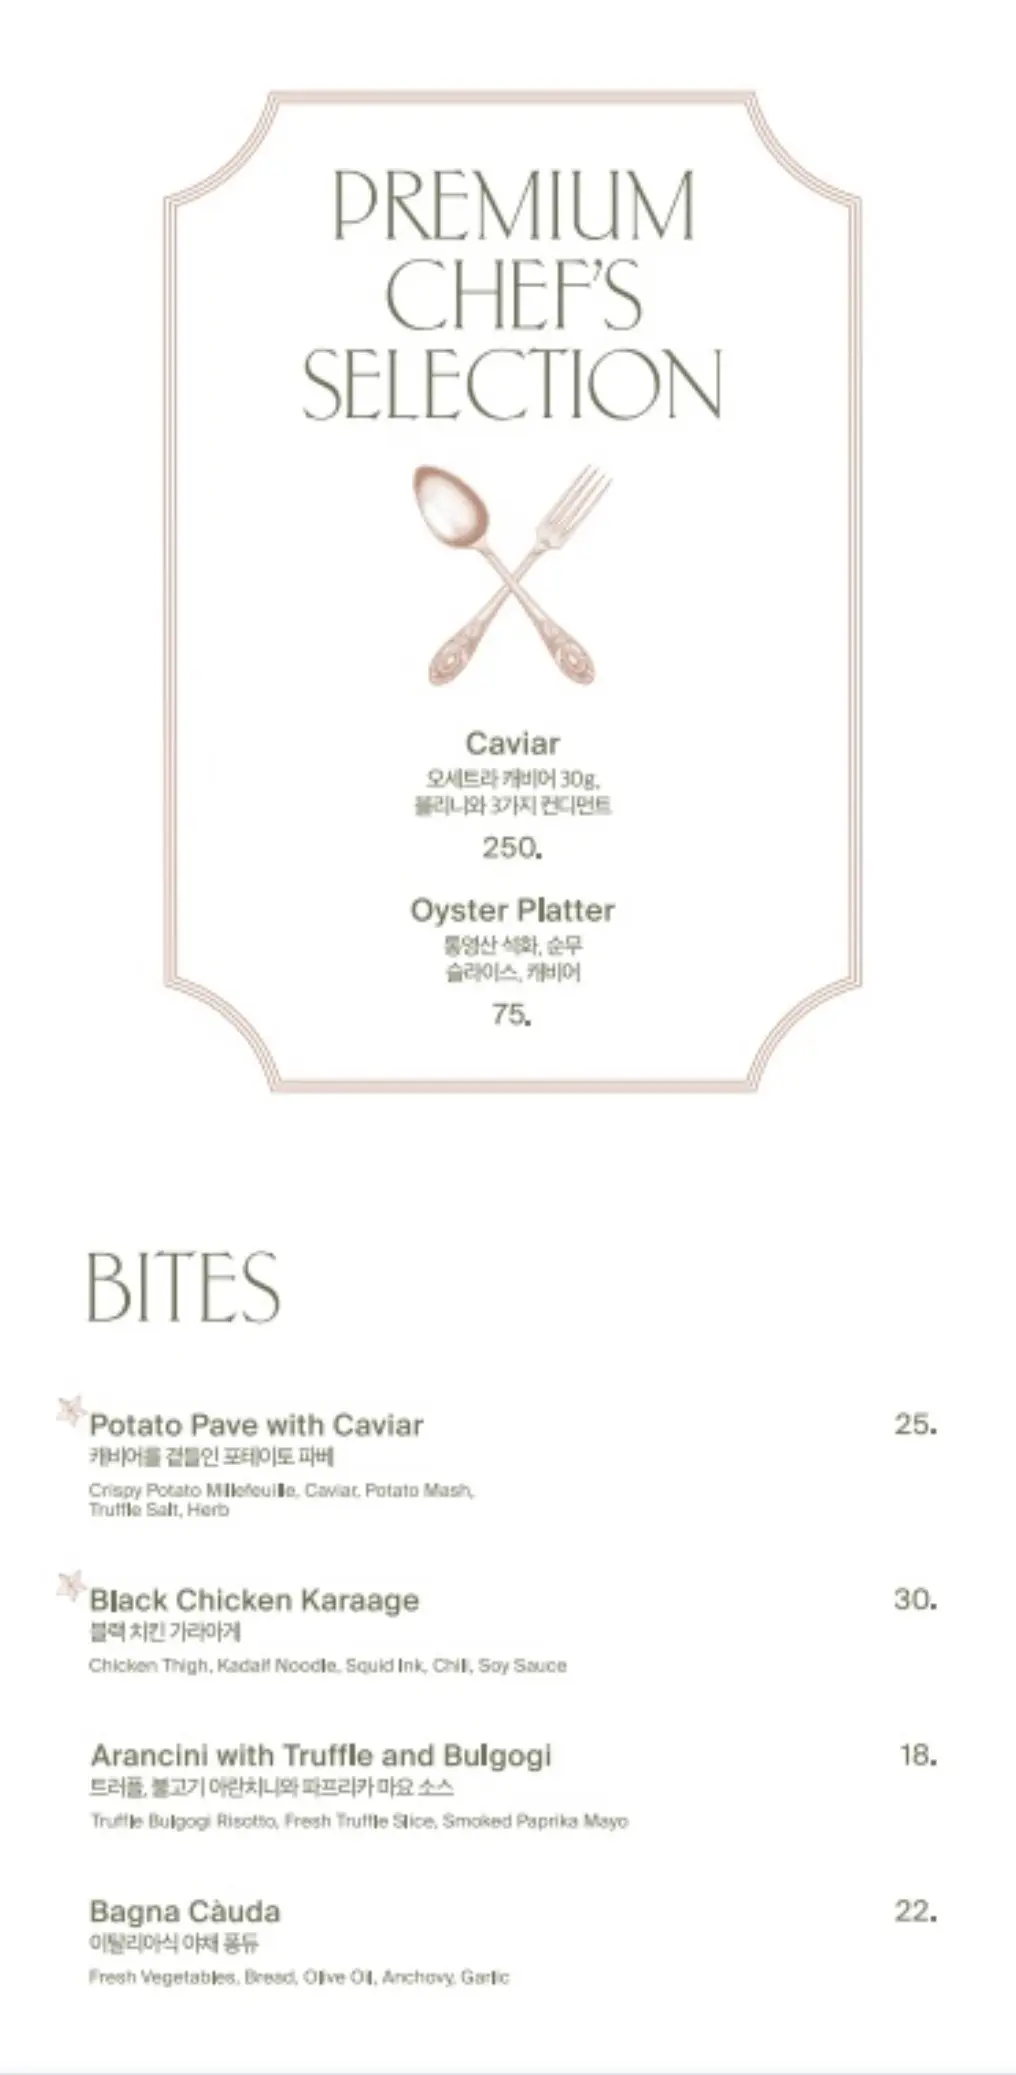 PREMIUM
CHEF'S
SELECTION
Caviar
오세트라 캐비어 30g,
블리니와 3가지 컨디먼트
250.
Oyster Platter
통영산 석화, 순무
슬라이스, 캐비어
75.
BITES
Potato Pave with Caviar 25.
캐비어를 곁들인 포테이토 파베
Crispy Potato Millefeuille, Caviar, Potato Mash,
Truffle Salt, Herb
Black Chicken Karaage 30.
블랙 치킨 가라아게
Chicken Thigh, Kadaif Noodle, Squid Ink, Chili, Soy Sauce
Arancini with Truffle and Bulgogi 18.
트러플, 불고기 아란치니와 파프리카 마요 소스
Truffle Bulgogi Risotto, Fresh Truffle Slice, Smoked Paprika Mayo
Bagna Càuda 22.
이탈리아식 야채 퐁듀
Fresh Vegetables, Bread, Olive Oil, Anchovy, Garlic